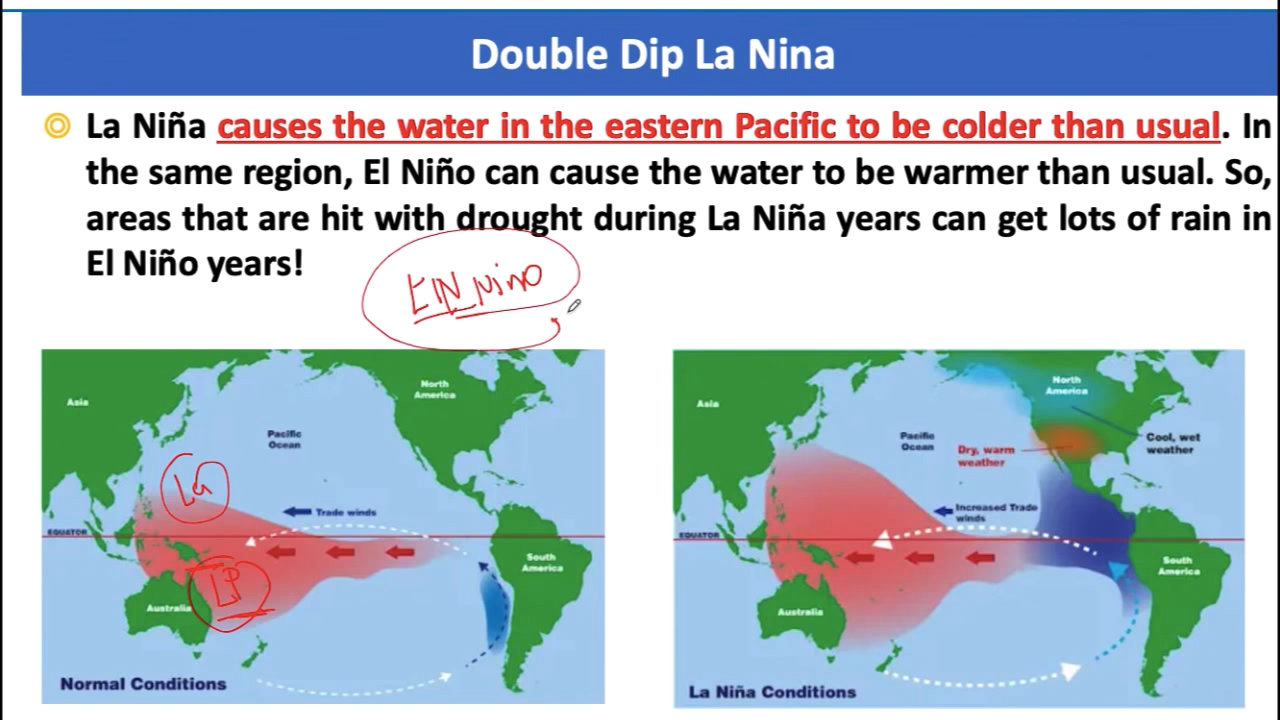 Double Dip La Nina
La Niña causes the water in the eastern Pacific to be colder than usual. In
the same region, El Niño can cause the water to be warmer than usual. So,
areas that are hit with drought during La Niña years can get lots of rain in
El Niño years!
Asia
North
America
Pacific
Ocean
La
Trade winds
EQUATOR
LP
Australia
South
America
Normal Conditions
Asia
North
America
Pacific
Ocean
Dry, warm
weather
Cool, wet
weather
Increased Trade
winds
EQUATOR
Australia
South
America
La Niña Conditions